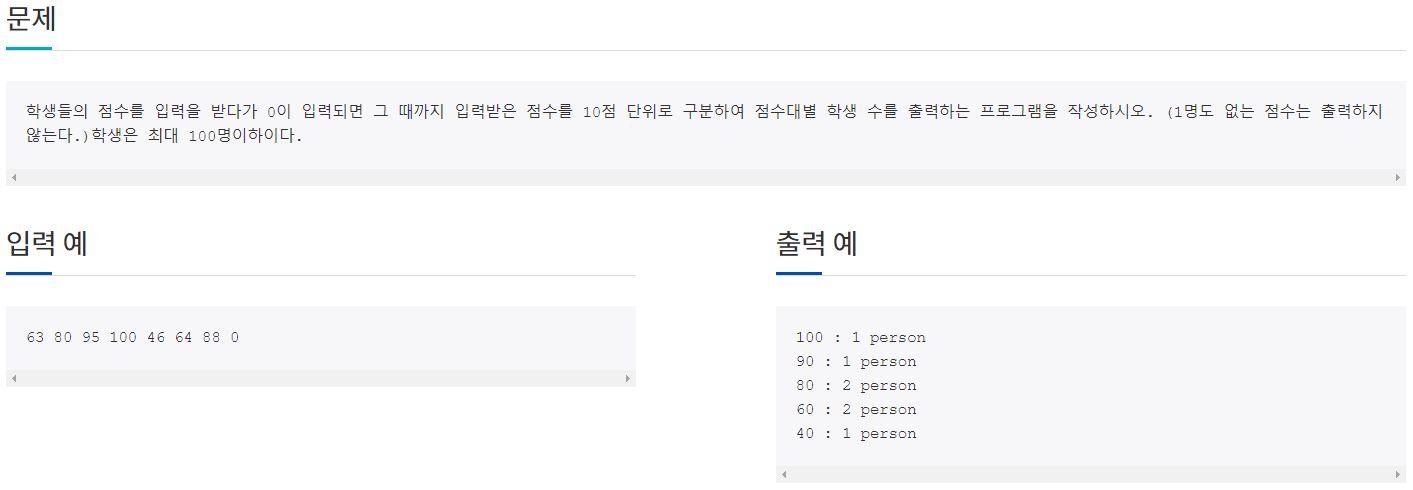 문제
학생들의 점수를 입력을 받다가 0이 입력되면 그 때까지 입력받은 점수를 10점 단위로 구분하여 점수대별 학생 수를 출력하는 프로그램을 작성하시오. (1명도 없는 점수는 출력하지
않는다.)학생은 최대 100명이하이다.
입력 예
63 80 95 100 46 64 88 0
출력 예
100 : 1 person
90 : 1 person
80 : 2 person
60 : 2 person
40 : 1 person